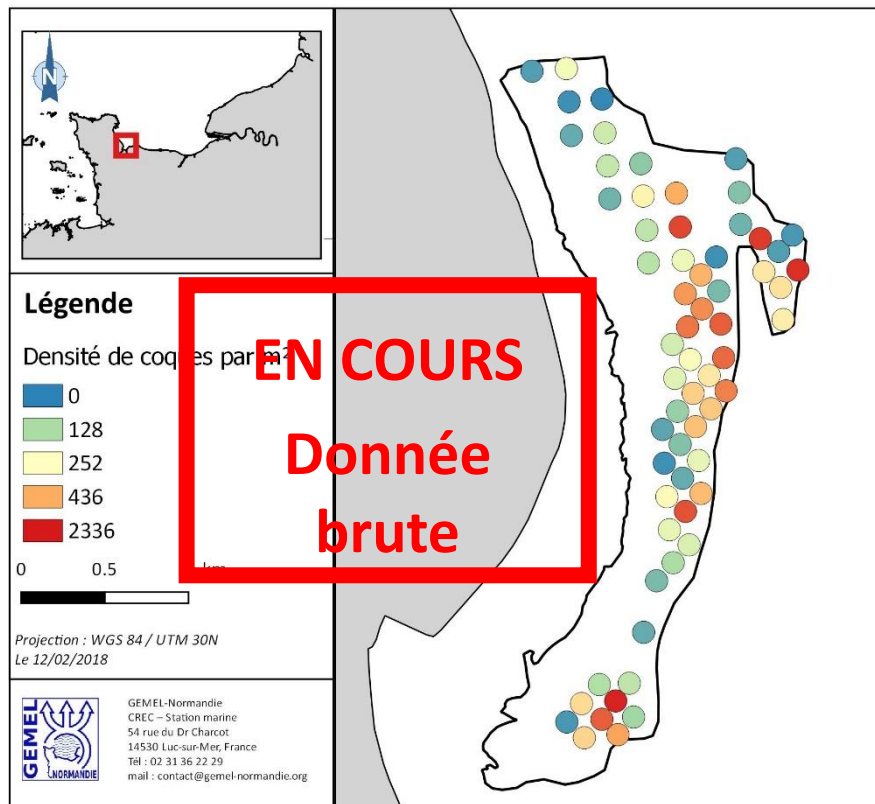 N
Légende
Densité de coques par m²
0
128
252
436
2336
0 0.5 km
Projection : WGS 84 / UTM 30N
Le 12/02/2018
GEMEL
NORMANDIE
GEMEL-Normandie
CREC – Station marine
54 rue du Dr Charcot
14530 Luc-sur-Mer, France
Tél : 02 31 36 22 29
mail : contact@gemel-normandie.org
EN COURS
Donnée
brute